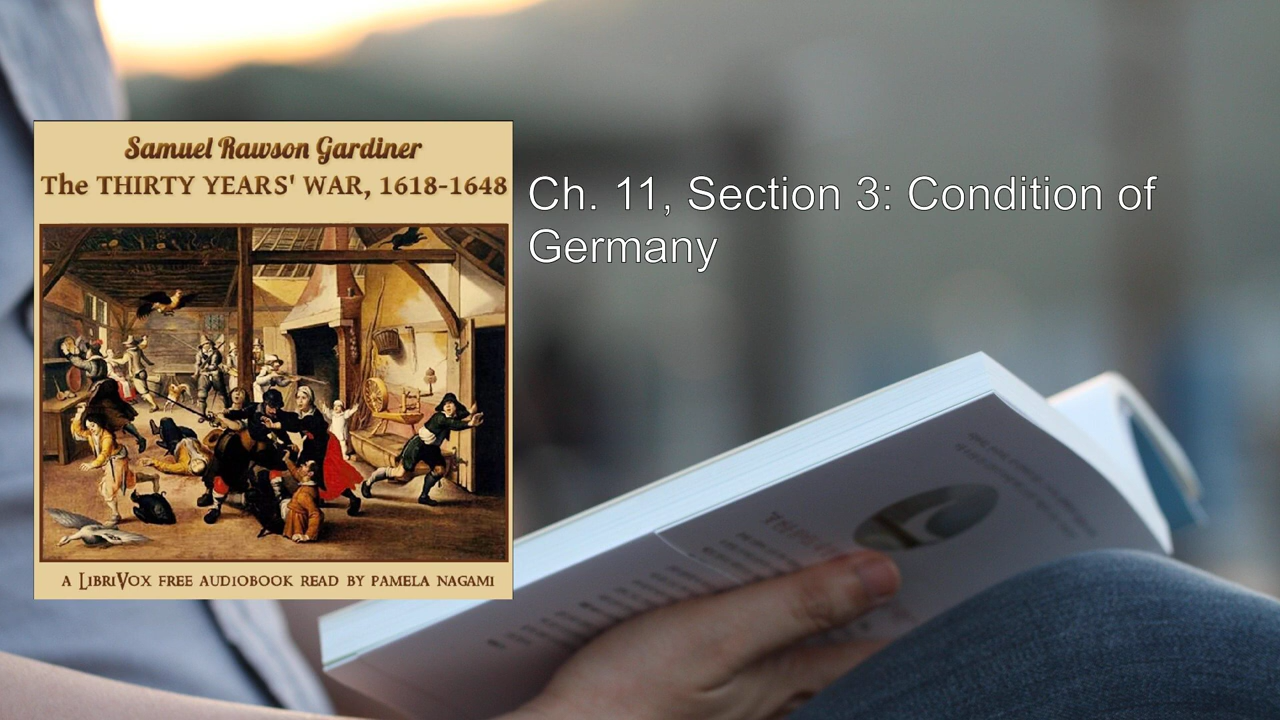 Samuel Rawson Gardiner
The THIRTY YEARS' WAR, 1618-1648
A LIBRIVOX FREE AUDIOBOOK READ BY PAMELA NAGAMI
Ch. 11, Section 3: Condition of
Germany